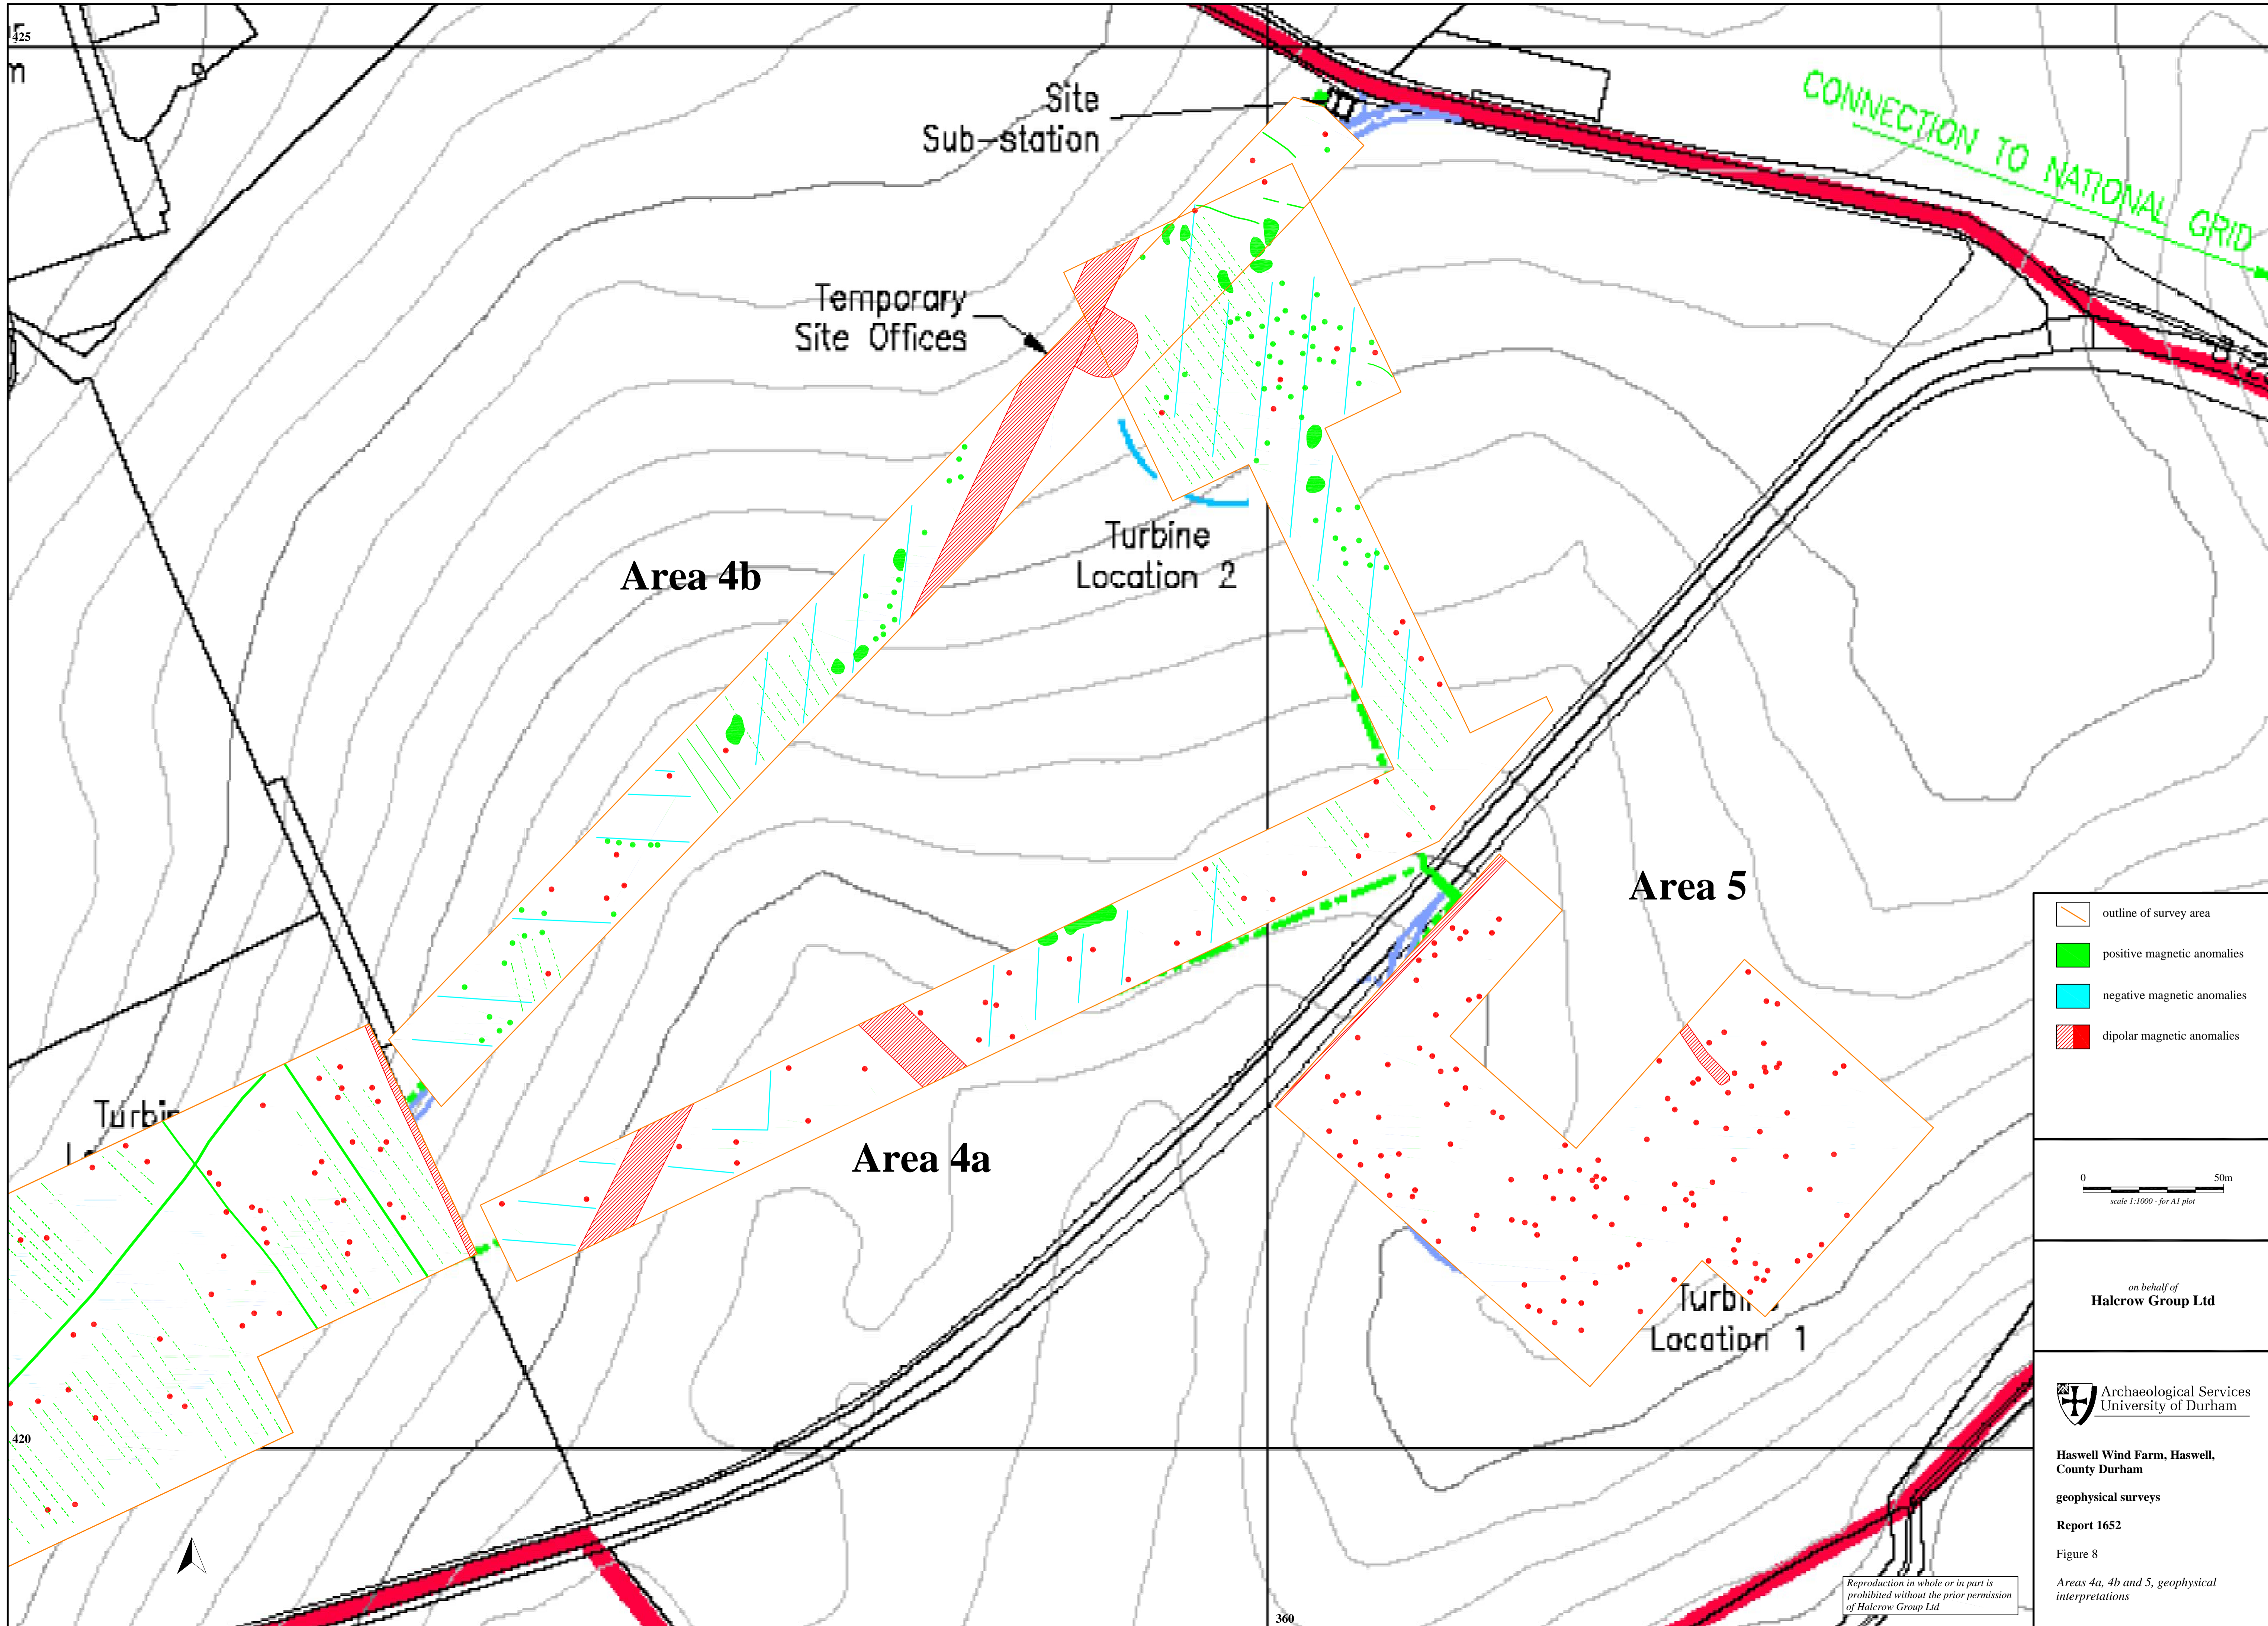 425
m
Site
Sub-station
CONNECTION TO NATIONAL GRID
Temporary
Site Offices
Turbine
Location 2
Area 4b
Area 5
Area 4a
Turbine
Location 1
420
360
outline of survey area
positive magnetic anomalies
negative magnetic anomalies
dipolar magnetic anomalies
0 50m
scale 1:1000 - for A1 plot
on behalf of
Halcrow Group Ltd
Archaeological Services
University of Durham
Haswell Wind Farm, Haswell,
County Durham
geophysical surveys
Report 1652
Figure 8
Areas 4a, 4b and 5, geophysical
interpretations
Reproduction in whole or in part is
prohibited without the prior permission
of Halcrow Group Ltd